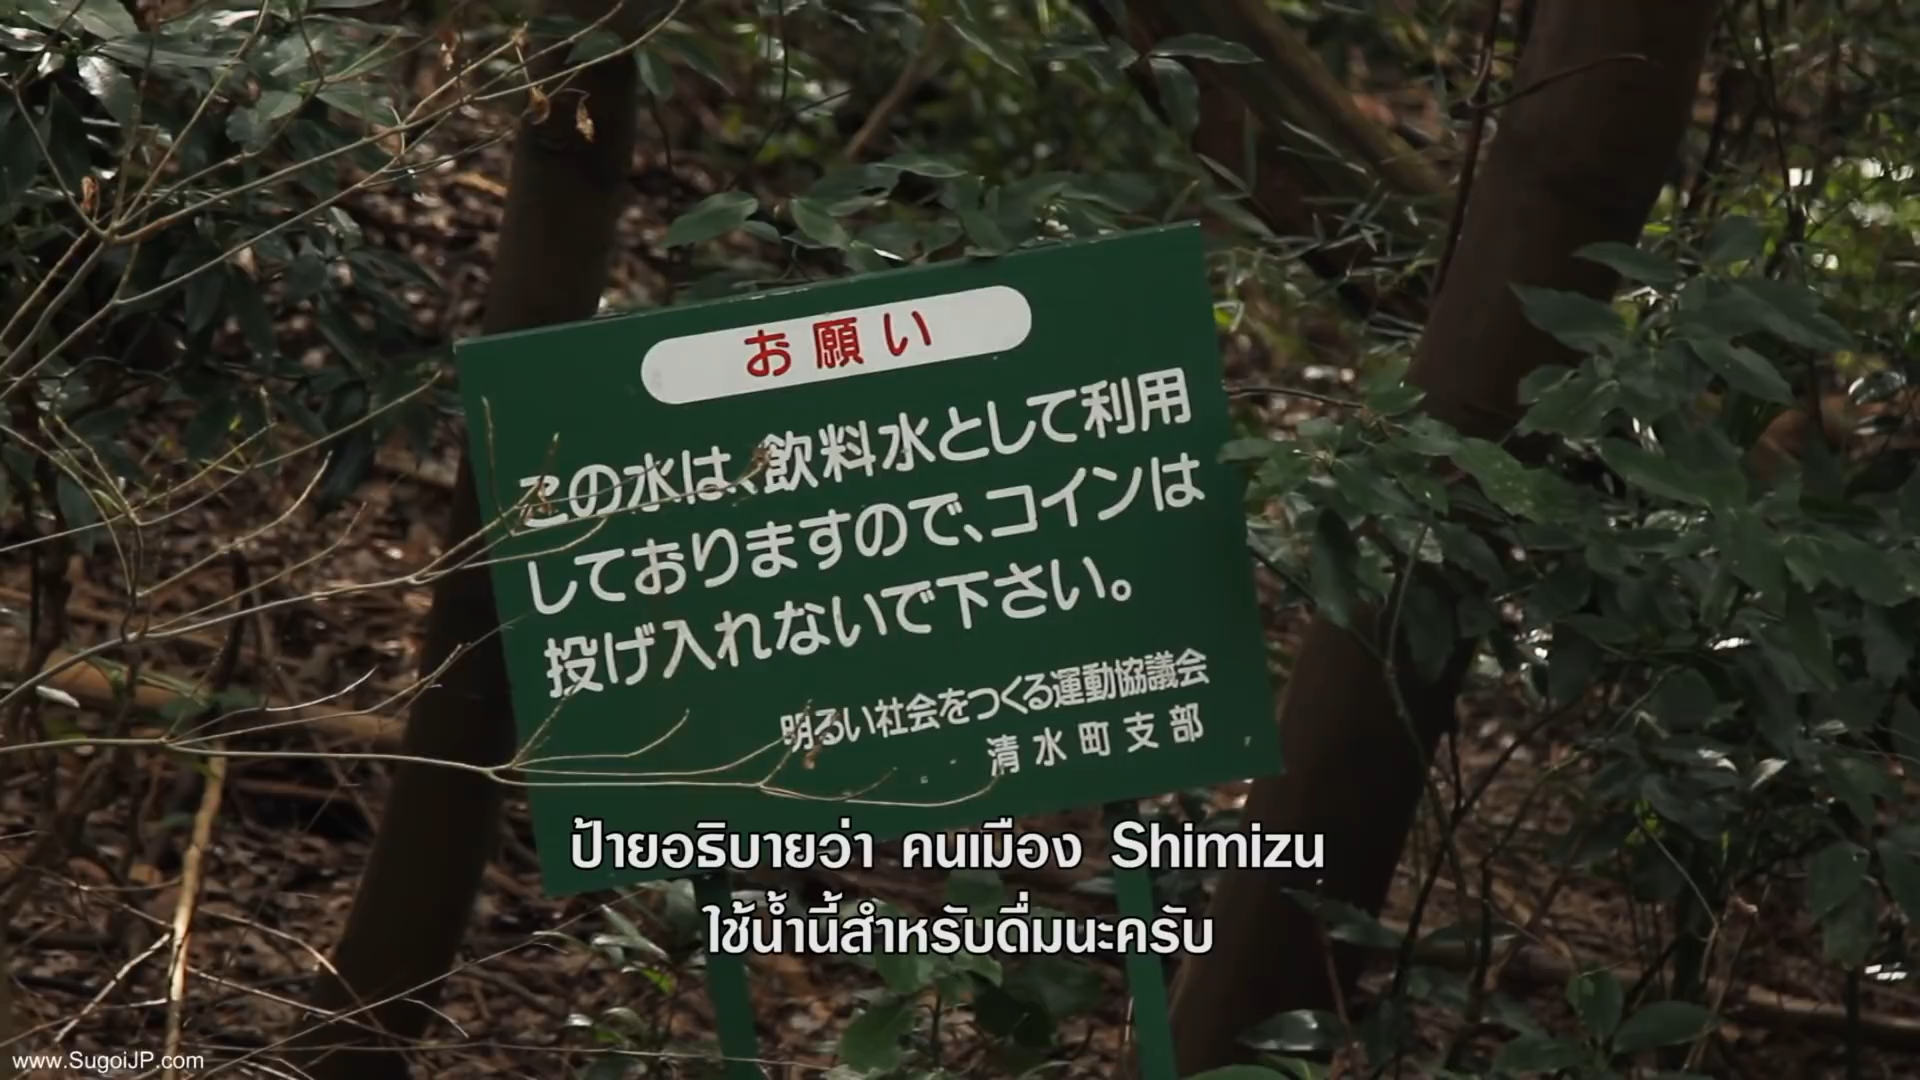 お願い
この水は、飲料水として利用
しておりますので、コインは
投げ入れないで下さい。
明るい社会をつくる運動協議会
清水町支部
ป้ายอธิบายว่า คนเมือง Shimizu
ใช้น้ำนี้สำหรับดื่มนะครับ
www.SugoiJP.com